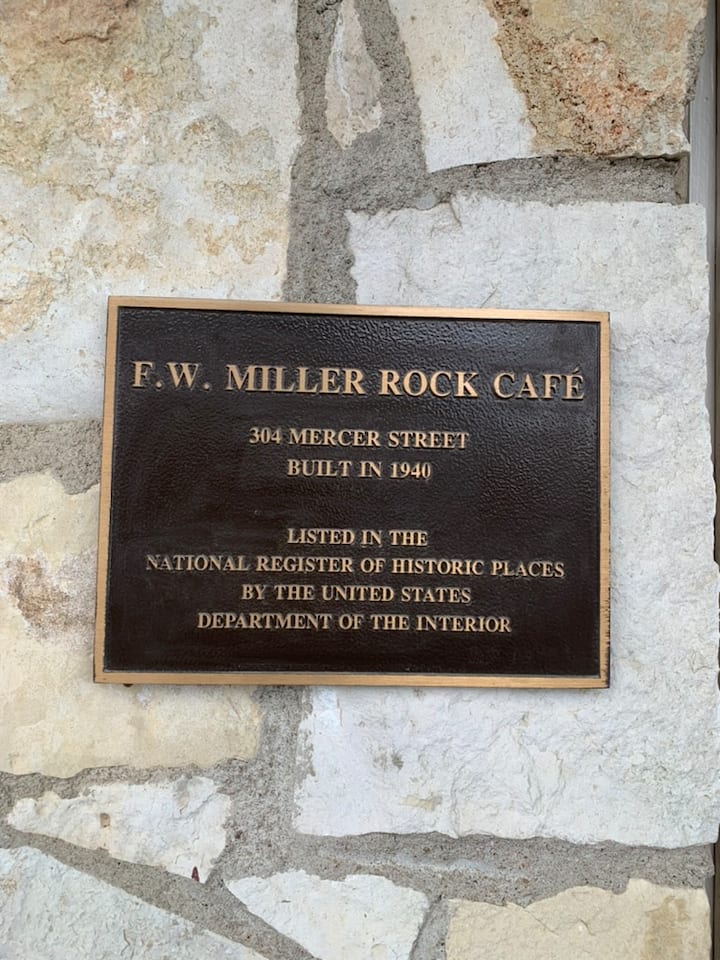 F.W. MILLER ROCK CAFÉ
304 MERCER STREET
BUILT IN 1940
LISTED IN THE
NATIONAL REGISTER OF HISTORIC PLACES
BY THE UNITED STATES
DEPARTMENT OF THE INTERIOR